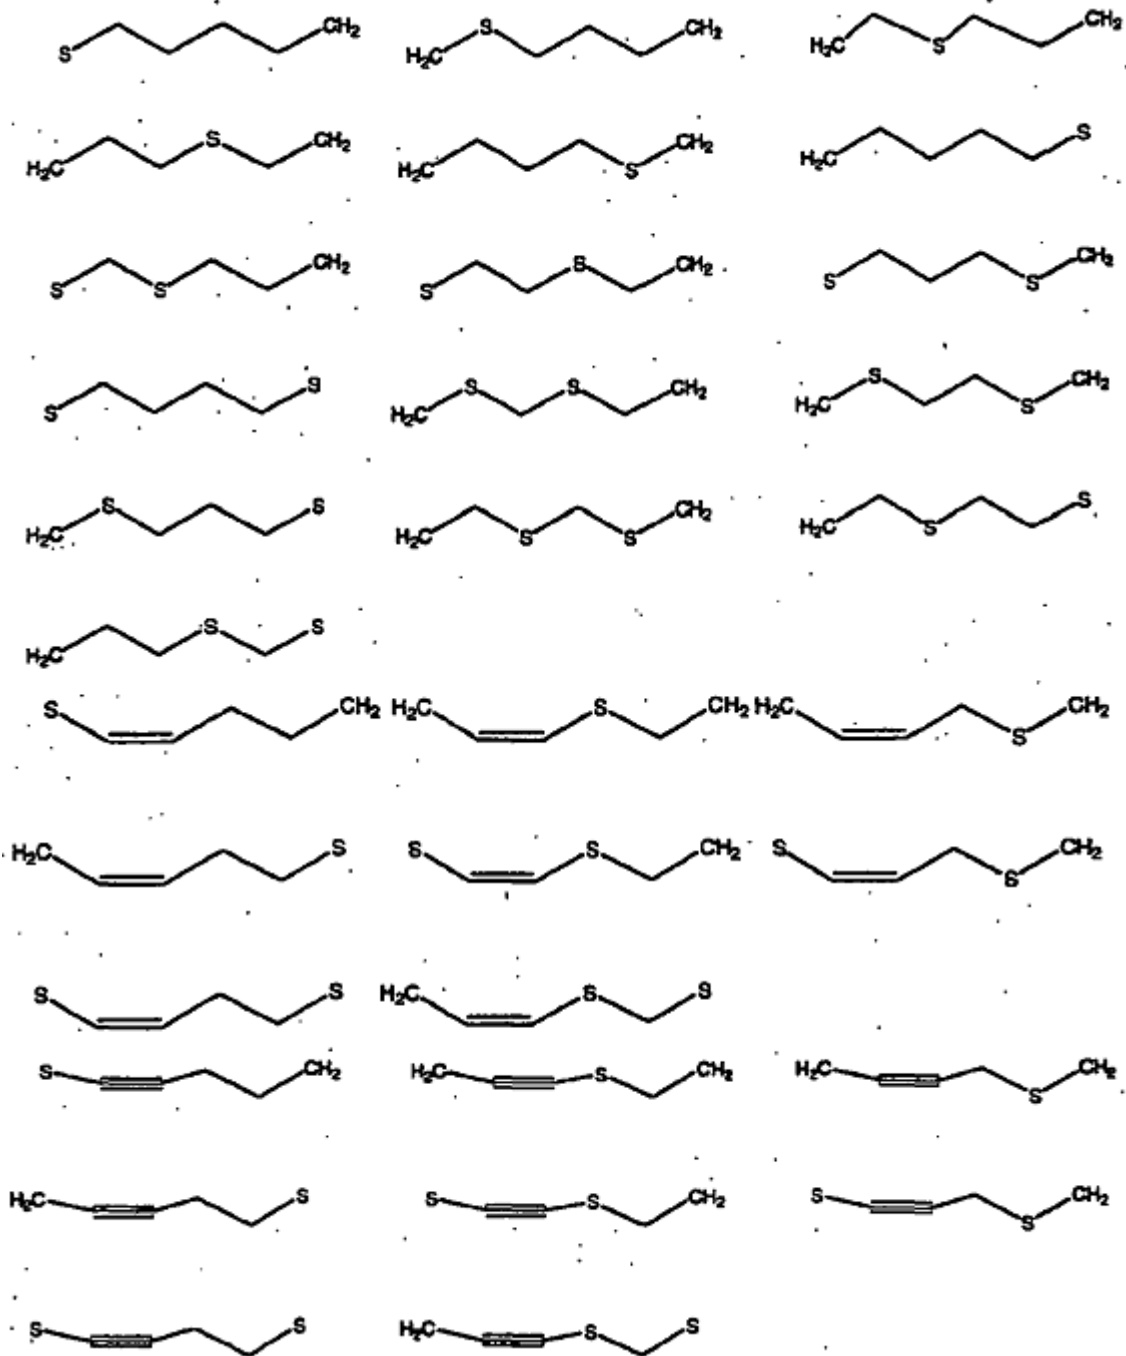 S CH₂ H₂C S CH₂ H₂C S CH₂
H₂C S CH₂ H₂C S CH₂ H₂C S
S S CH₂ S S CH₂ S S CH₂
S S H₂C S S CH₂ H₂C S S CH₂
H₂C S S H₂C S S CH₂ H₂C S S
H₂C S S
S CH₂ H₂C S CH₂ H₂C S CH₂
H₂C S S S CH₂ S S CH₂
S S H₂C S S
S CH₂ H₂C S CH₂ H₂C S CH₂
H₂C S S S CH₂ S S CH₂
S S H₂C S S